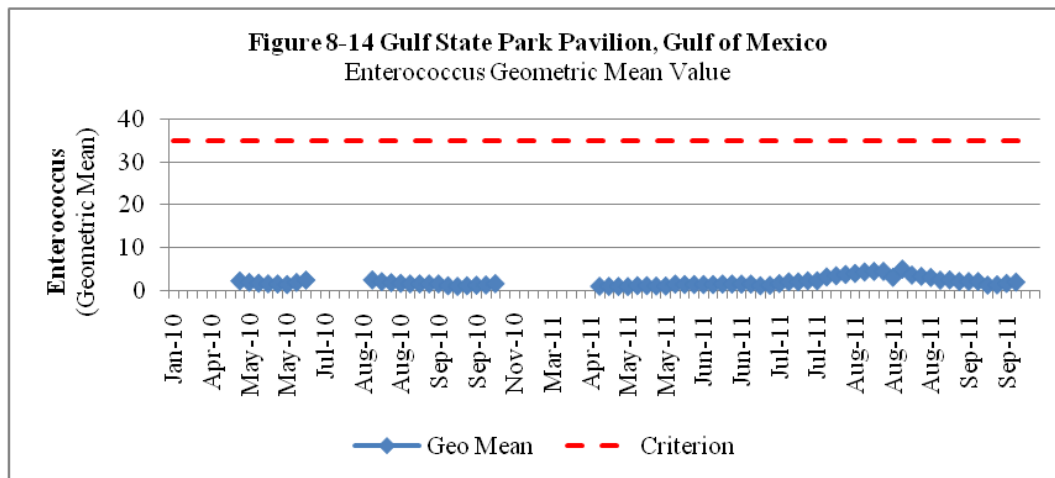 Figure 8-14 Gulf State Park Pavilion, Gulf of Mexico
Enterococcus Geometric Mean Value
Enterococcus
(Geometric Mean)
40
30
20
10
0
Jan-10
Apr-10
May-10
May-10
Jul-10
Aug-10
Aug-10
Sep-10
Sep-10
Nov-10
Mar-11
Apr-11
May-11
May-11
Jun-11
Jun-11
Jul-11
Jul-11
Aug-11
Aug-11
Aug-11
Sep-11
Sep-11
Geo Mean
Criterion